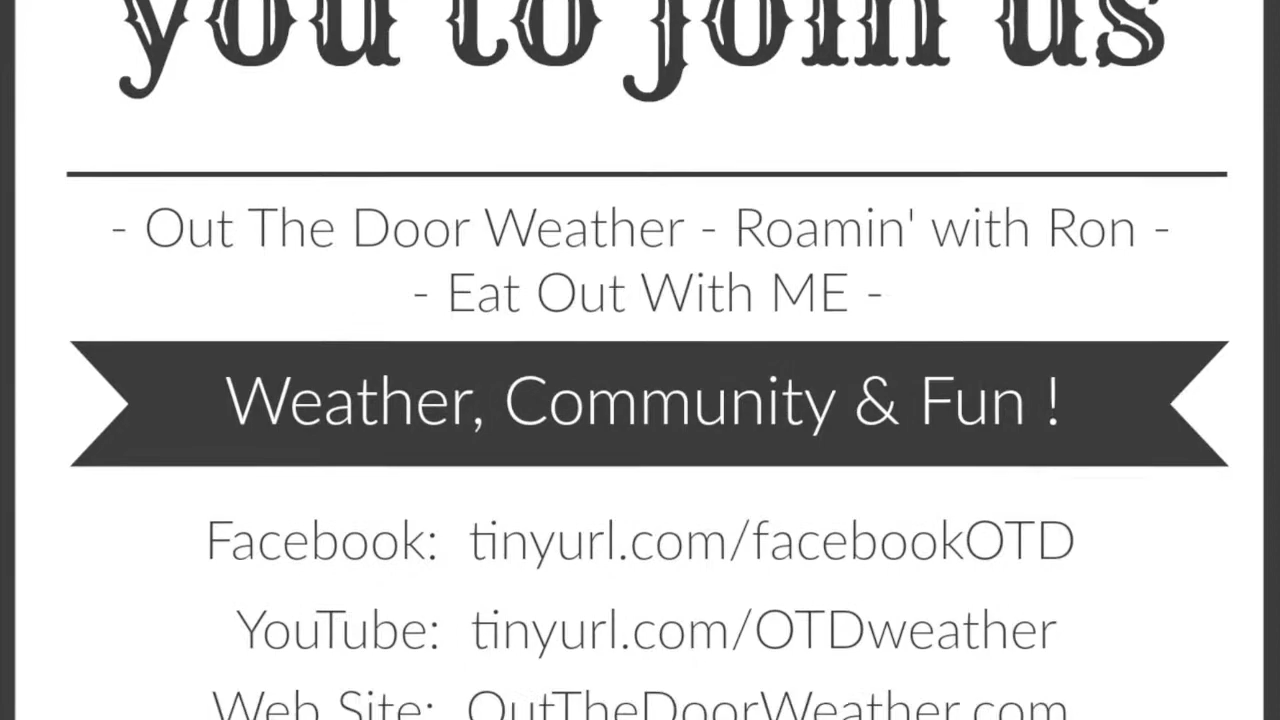 you to join us
- Out The Door Weather - Roamin' with Ron -
- Eat Out With ME -
Weather, Community & Fun !
Facebook: tinyurl.com/facebookOTD
YouTube: tinyurl.com/OTDweather
Web Site: OutTheDoorWeather.com